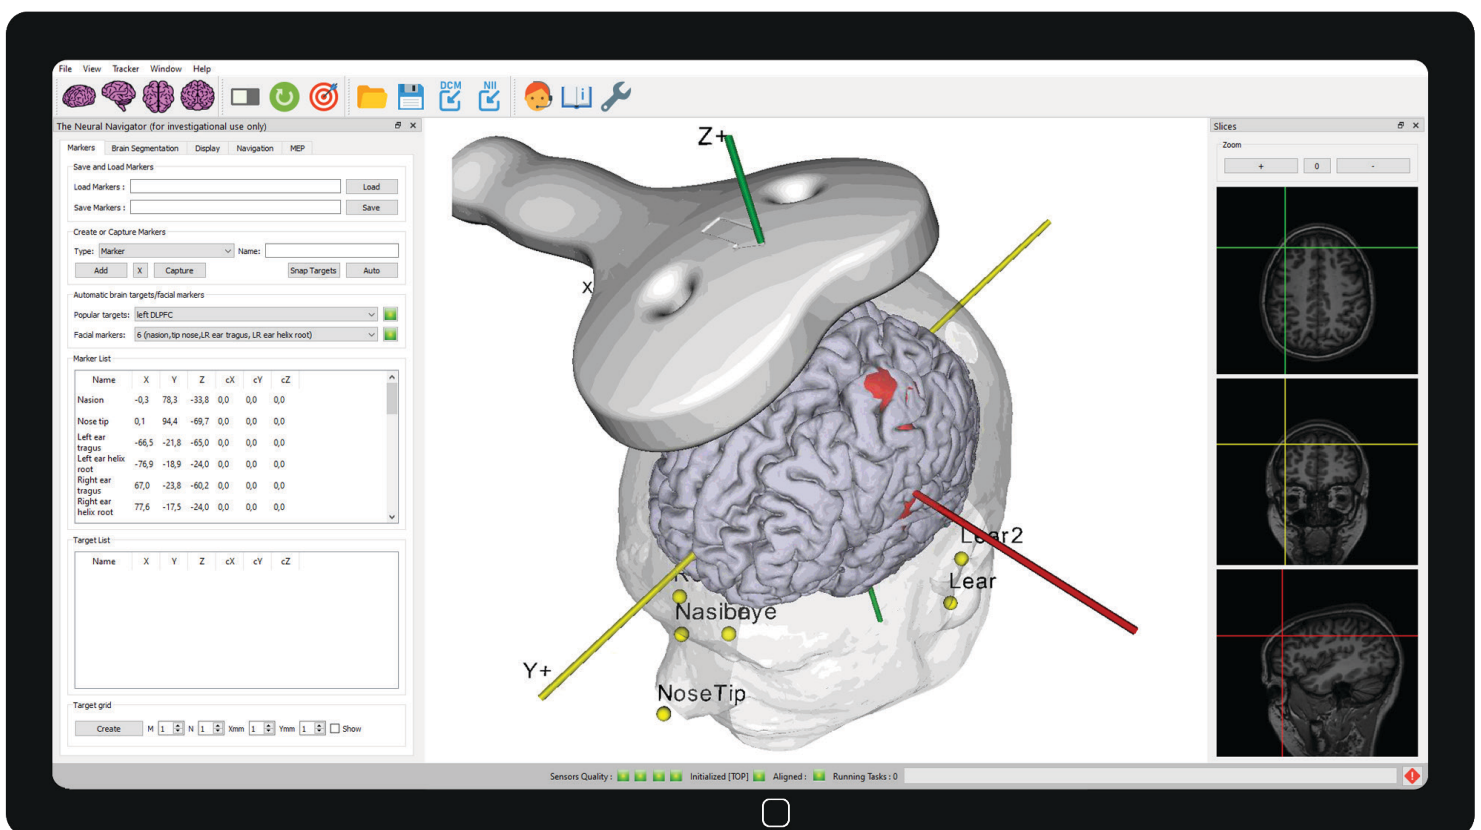 File View Tracker Window Help
DCM NII
The Neural Navigator (for investigational use only)
Markers Brain Segmentation Display Navigation MEP
Save and Load Markers
Load Markers : Load
Save Markers : Save
Create or Capture Markers
Type: Marker Name:
Add X Capture Snap Targets Auto
Automatic brain targets/facial markers
Popular targets: left DLPFC
Facial markers: 6 (nasion,tip nose,LR ear tragus, LR ear helix root)
Marker List
Name X Y Z cX cY cZ
Nasion -0,3 78,3 -33,8 0,0 0,0 0,0
Nose tip 0,1 94,4 -69,7 0,0 0,0 0,0
Left ear
tragus -66,5 -21,8 -65,0 0,0 0,0 0,0
Left ear helix
root -76,9 -18,9 -24,0 0,0 0,0 0,0
Right ear
tragus 67,0 -23,8 -60,2 0,0 0,0 0,0
Right ear
helix root 77,6 -17,5 -24,0 0,0 0,0 0,0
Target List
Name X Y Z cX cY cZ
Target grid
Create M 1 N 1 Xmm 1 Ymm 1 Show
Z+
X
Lear2
Lear
Y+
NoseTip
Slices
Zoom
+ 0 -
Sensors Quality : Initialized [TOP] Aligned : Running Tasks : 0